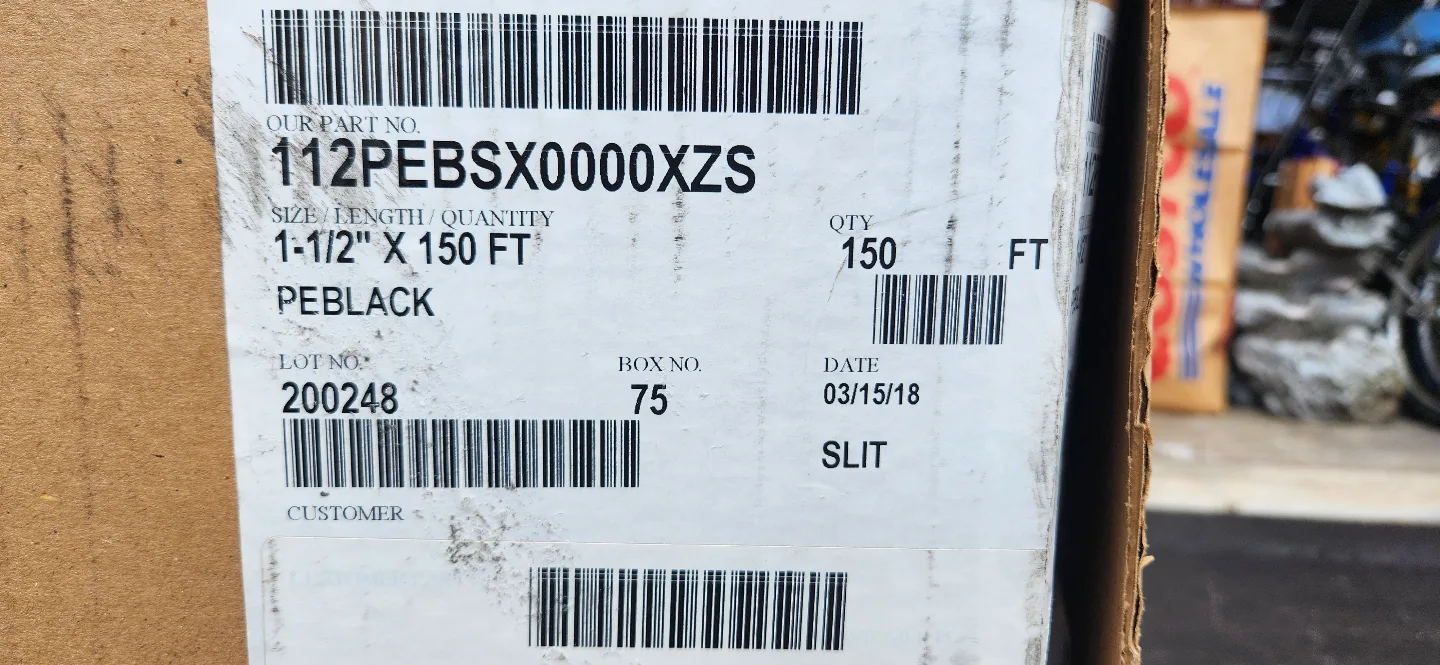 OUR PART NO.
112PEBSX0000XZS
SIZE / LENGTH / QUANTITY
1-1/2" X 150 FT
QTY
150 FT
PEBLACK
LOT NO.
200248
BOX NO.
75
DATE
03/15/18
SLIT
CUSTOMER
WHOLESALE